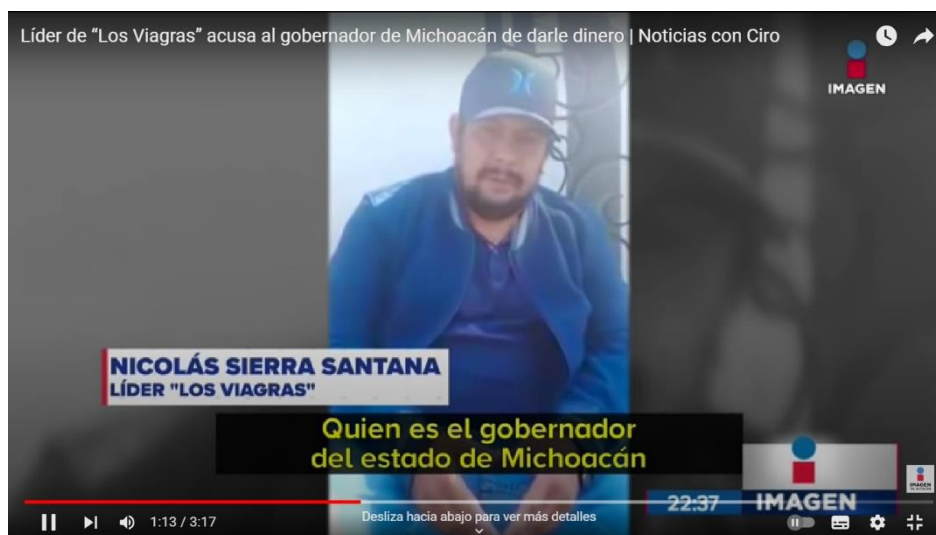 Líder de “Los Viagras” acusa al gobernador de Michoacán de darle dinero | Noticias con Ciro
IMAGEN
NICOLÁS SIERRA SANTANA
LÍDER "LOS VIAGRAS"
Quien es el gobernador
del estado de Michoacán
22:37
IMAGEN
IMAGEN
1:13 / 3:17
Desliza hacia abajo para ver más detalles